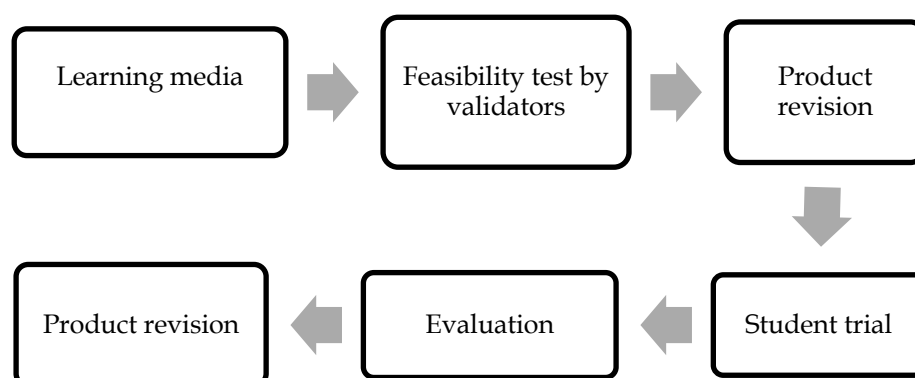 Learning media
Feasibility test by
validators
Product
revision
Product revision
Evaluation
Student trial